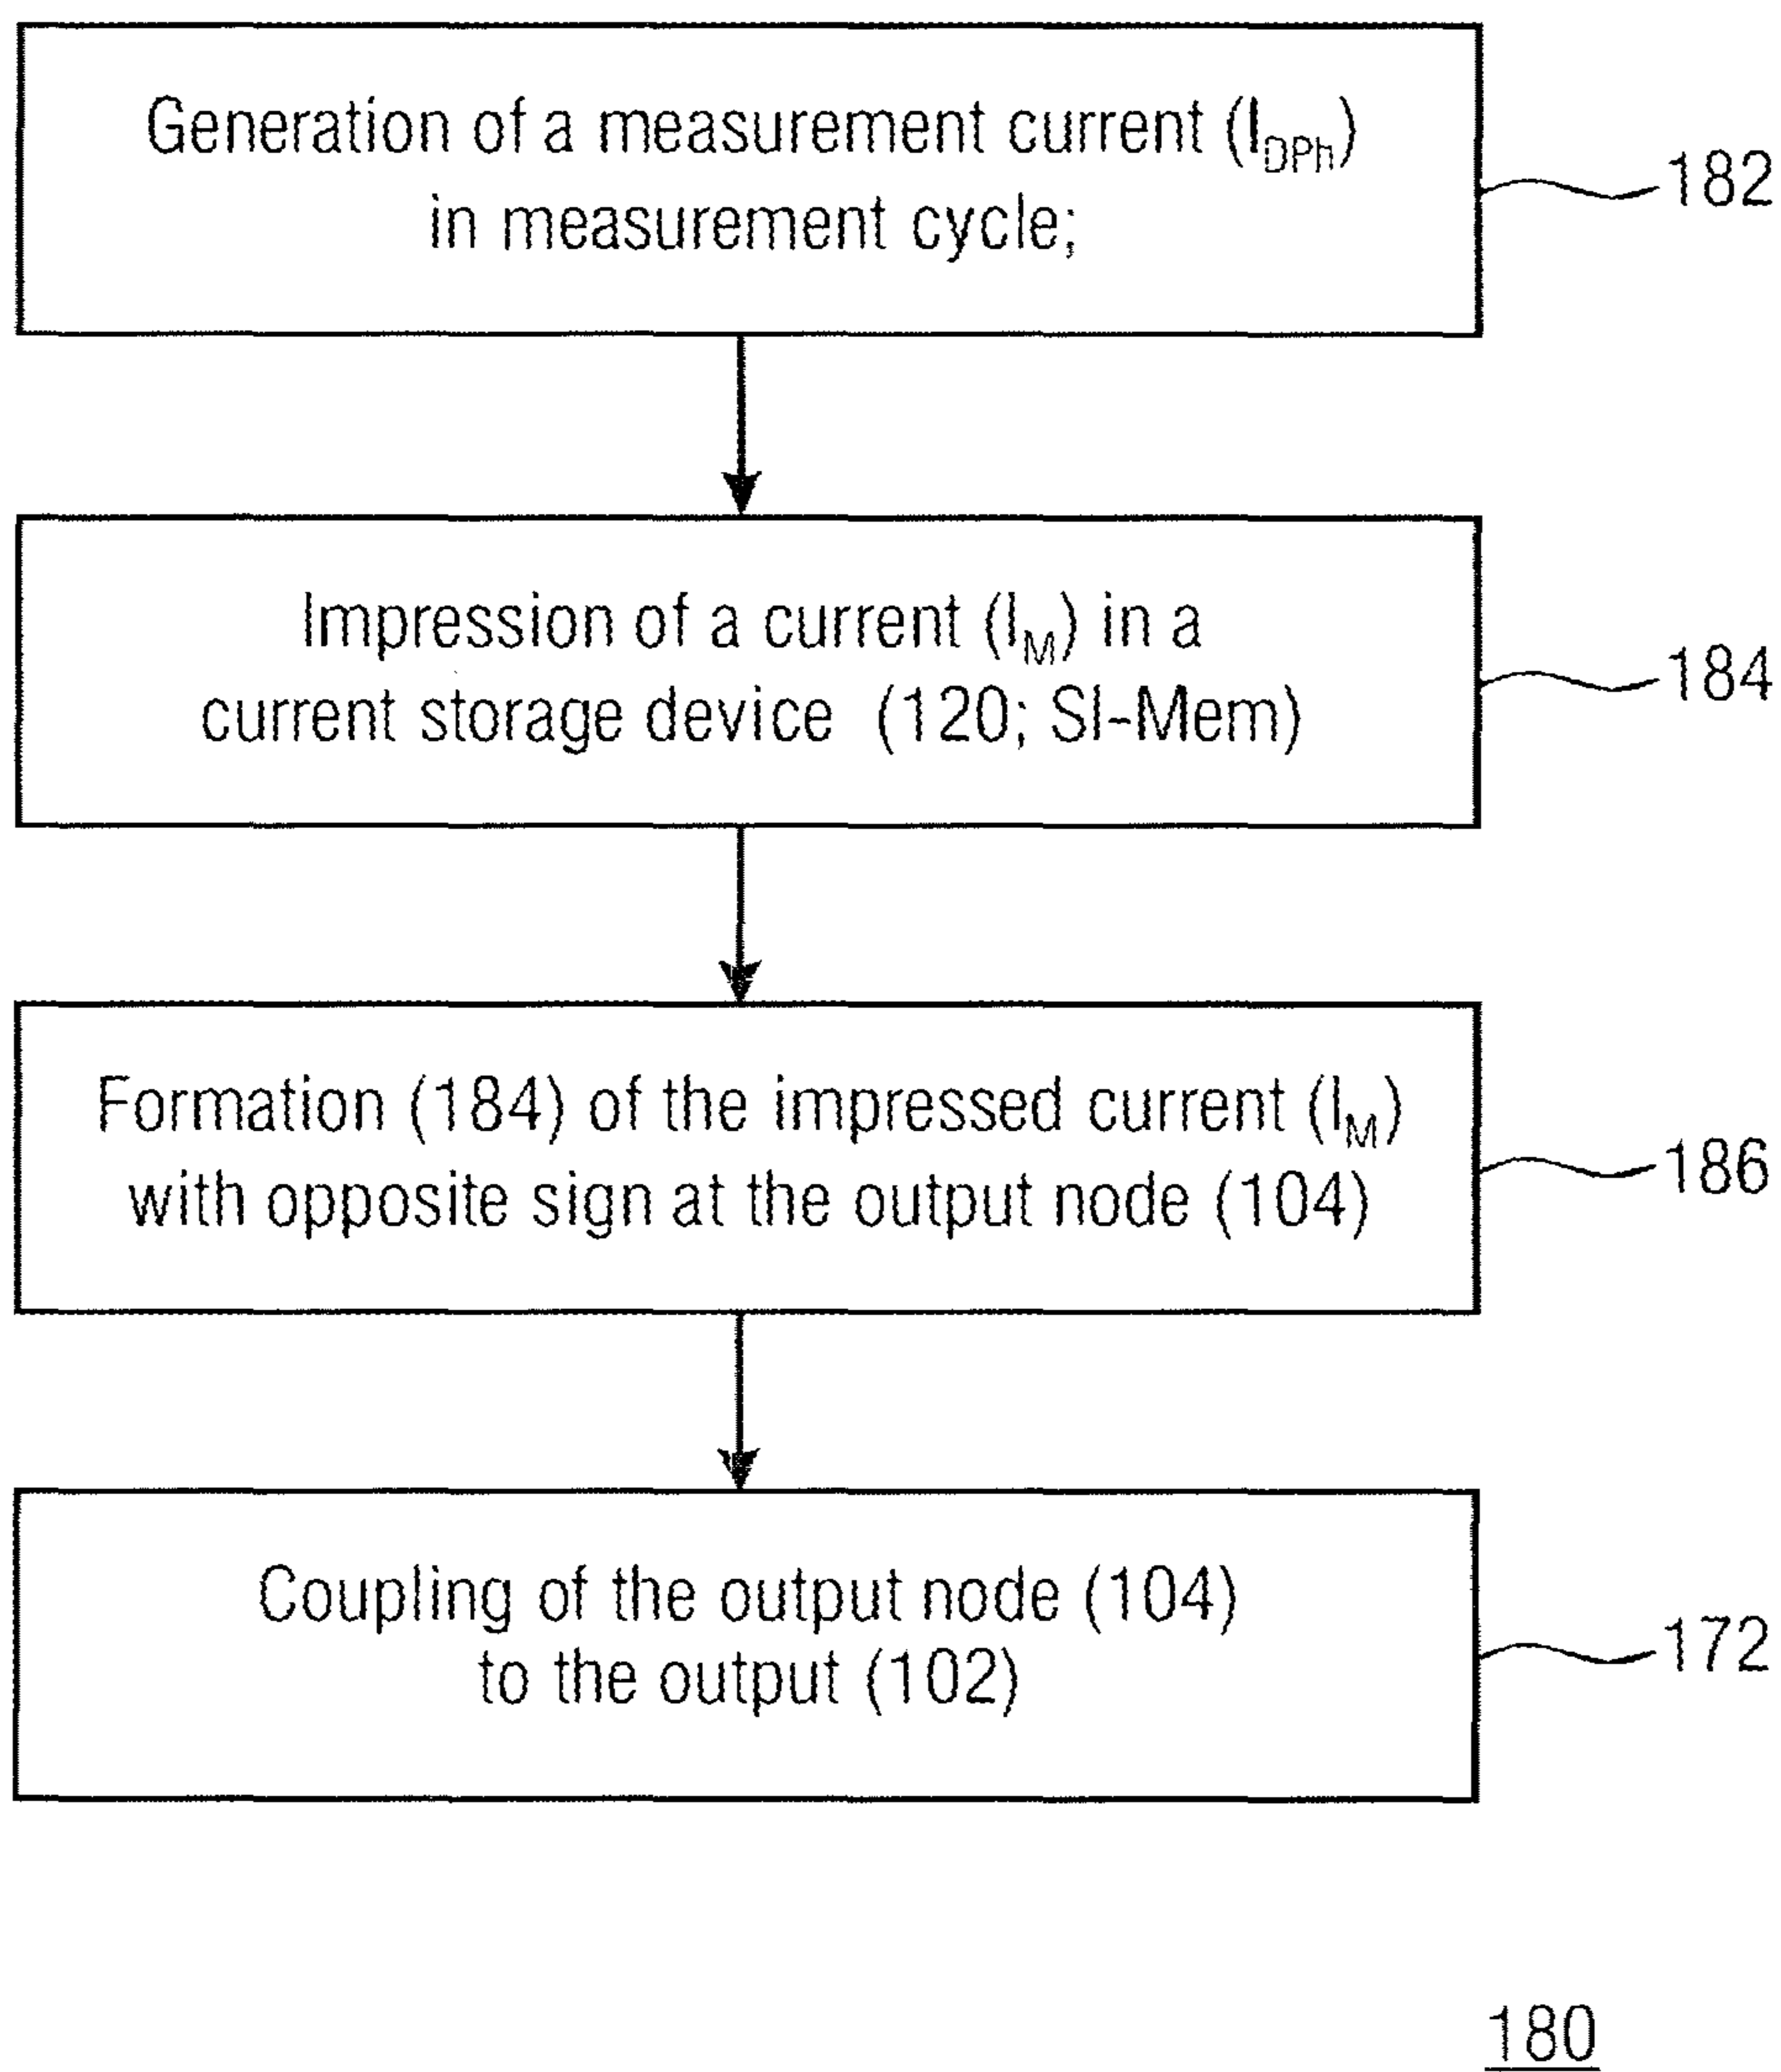 Generation of a measurement current (I_DPh)
in measurement cycle;
182
Impression of a current (I_M) in a
current storage device (120; SI-Mem)
184
Formation (184) of the impressed current (I_M)
with opposite sign at the output node (104)
186
Coupling of the output node (104)
to the output (102)
172
180